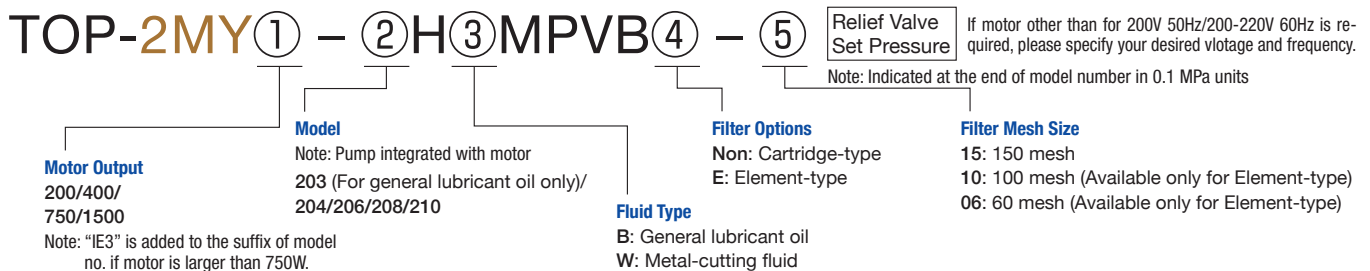 TOP-2MY① – ②H③MPVB④ – ⑤
Relief Valve
Set Pressure
If motor other than for 200V 50Hz/200-220V 60Hz is re-
quired, please specify your desired vlotage and frequency.
Note: Indicated at the end of model number in 0.1 MPa units
Motor Output
200/400/
750/1500
Note: “IE3” is added to the suffix of model
no. if motor is larger than 750W.
Model
Note: Pump integrated with motor
203 (For general lubricant oil only)/
204/206/208/210
Fluid Type
B: General lubricant oil
W: Metal-cutting fluid
Filter Options
Non: Cartridge-type
E: Element-type
Filter Mesh Size
15: 150 mesh
10: 100 mesh (Available only for Element-type)
06: 60 mesh (Available only for Element-type)